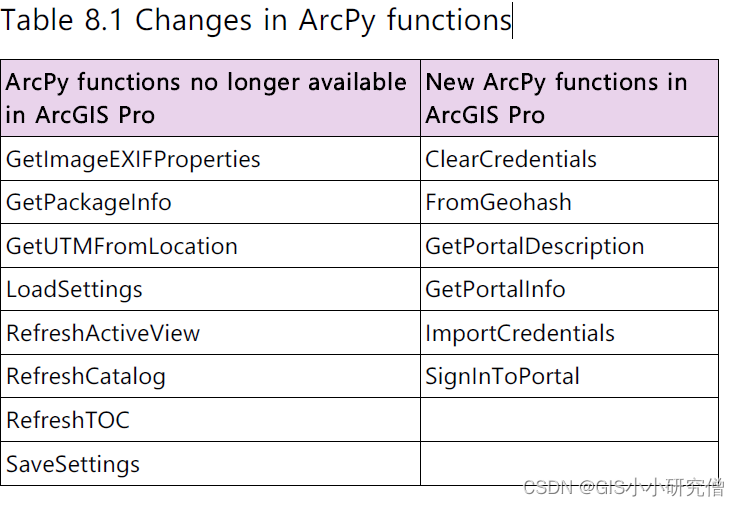 Table 8.1 Changes in ArcPy functions
ArcPy functions no longer available in ArcGIS Pro
New ArcPy functions in ArcGIS Pro
GetImageEXIFProperties
ClearCredentials
GetPackageInfo
FromGeohash
GetUTMFromLocation
GetPortalDescription
LoadSettings
GetPortalInfo
RefreshActiveView
ImportCredentials
RefreshCatalog
SignInToPortal
RefreshTOC
SaveSettings
CSDN @GIS小小研究僧